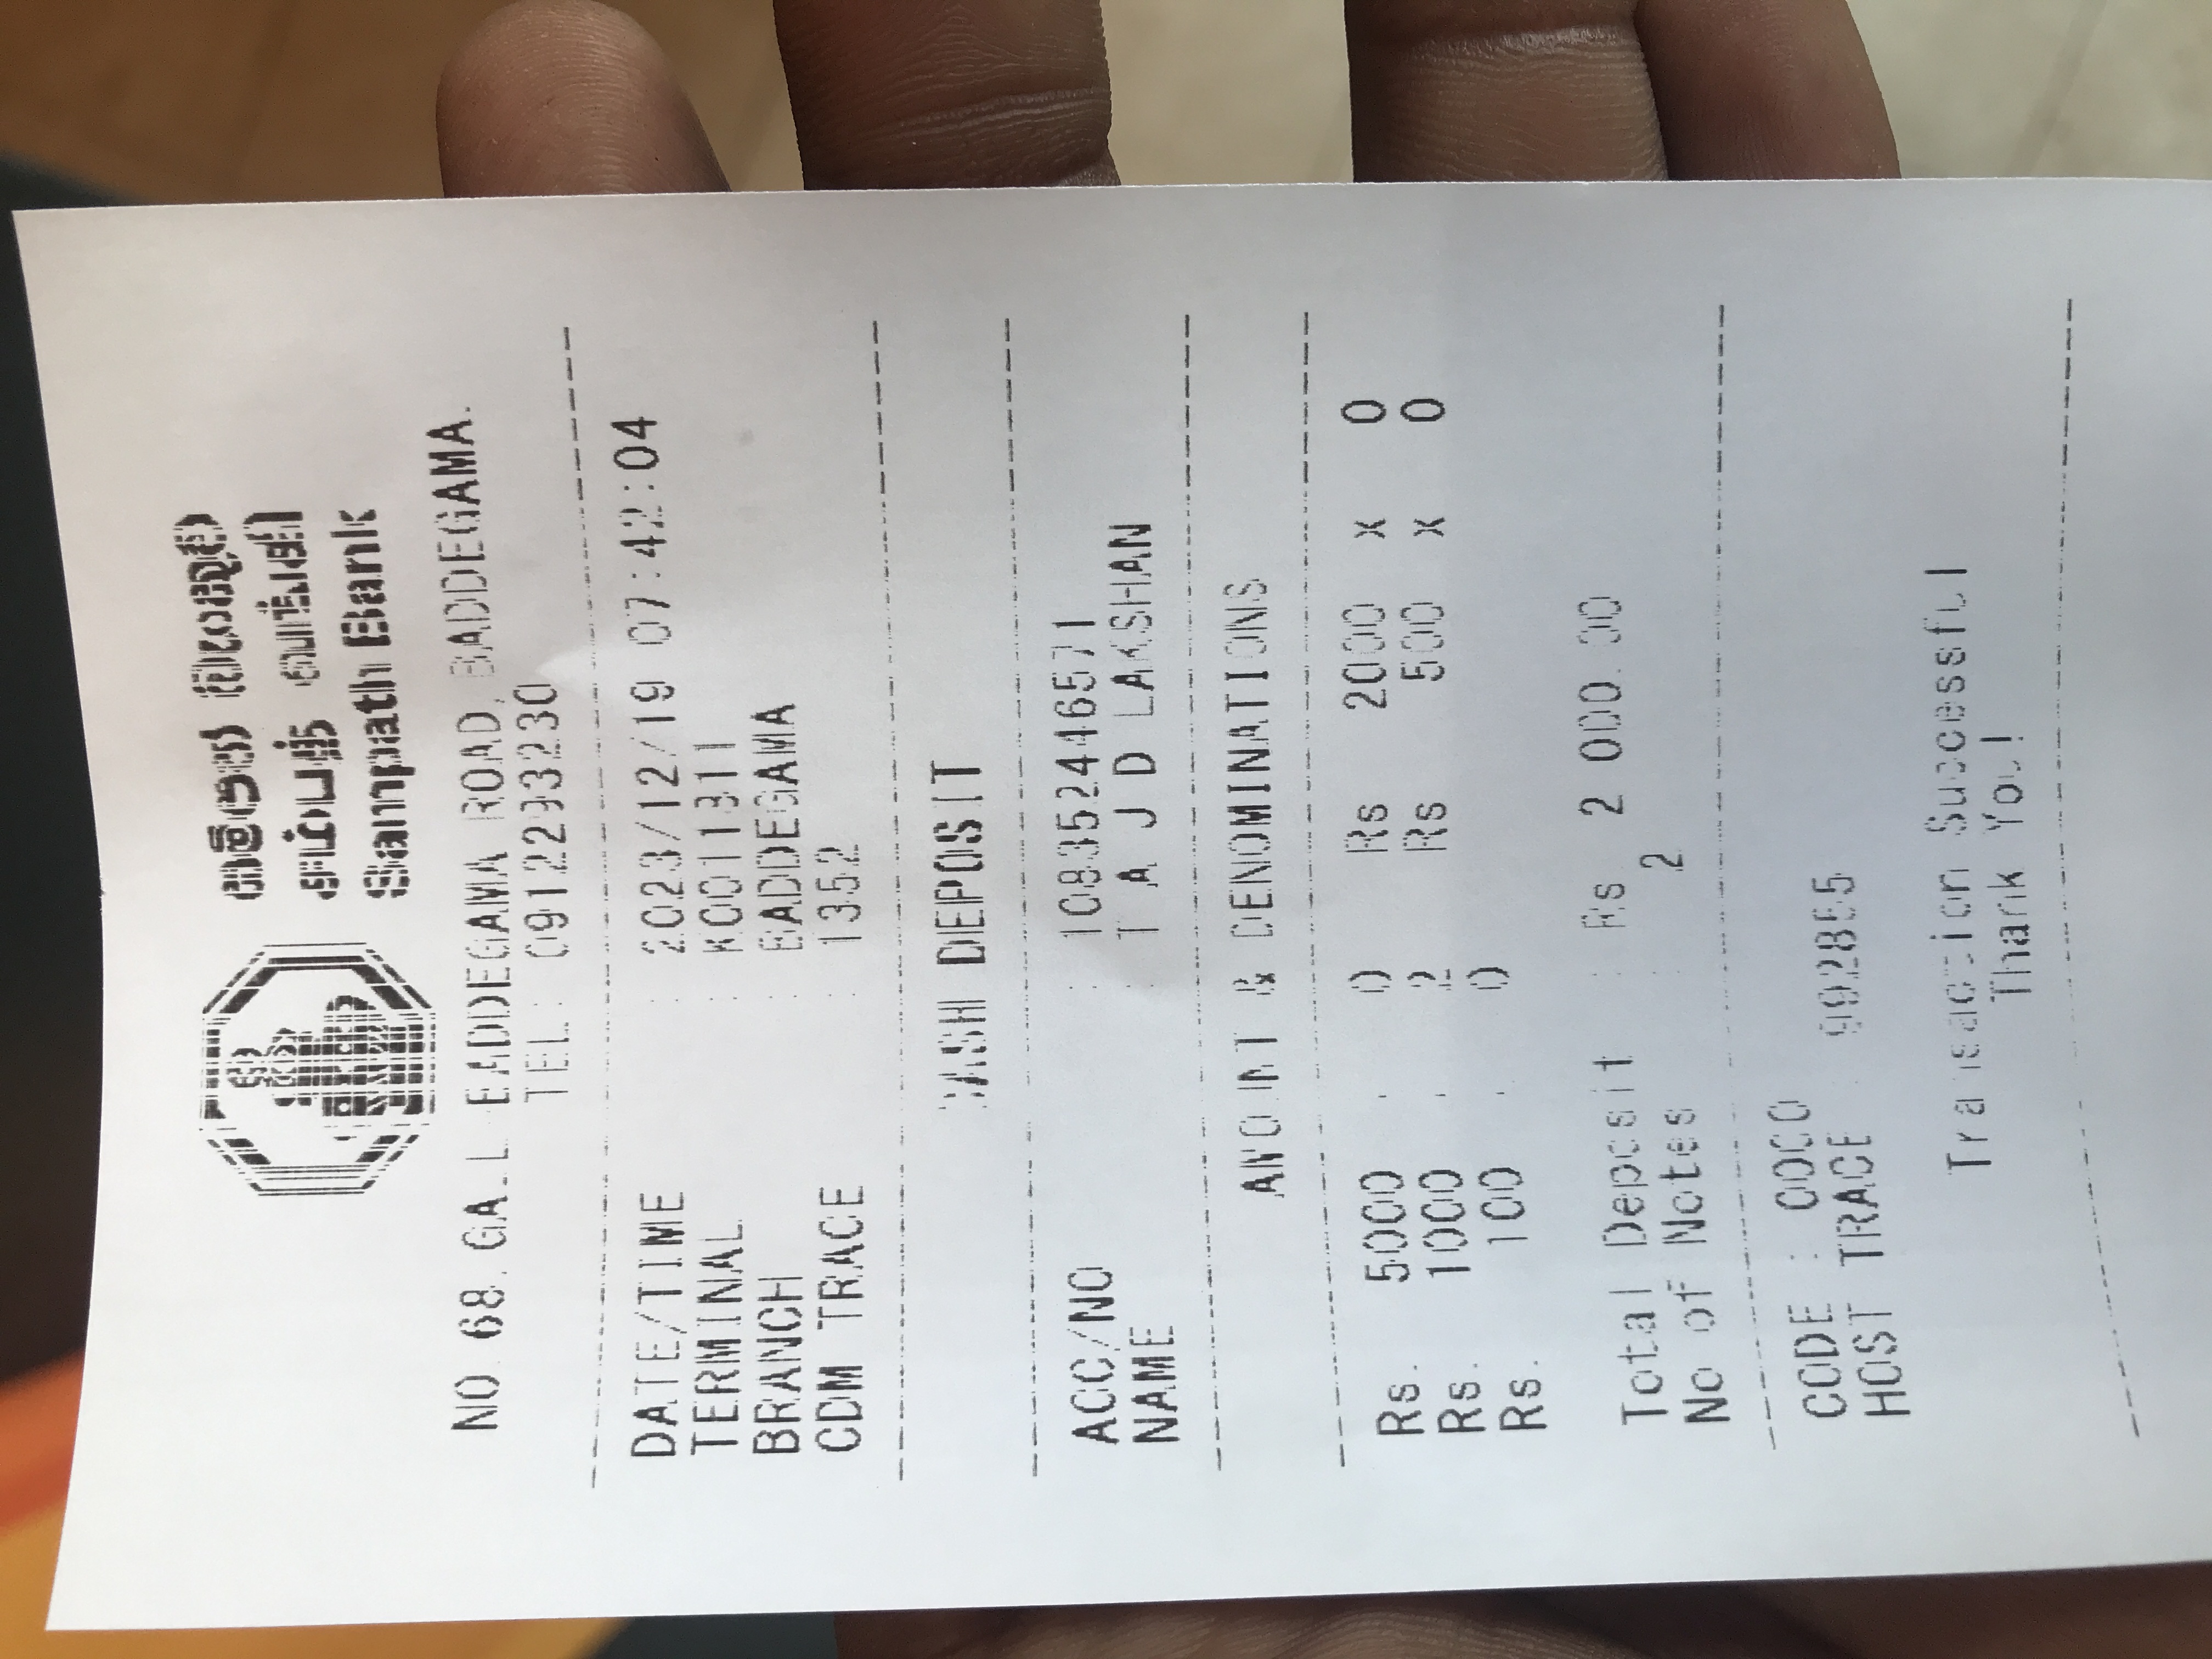 සම්පත් බැංකුව
சம்பத் வங்கி
Sampath Bank
NO 68, GALL BADDEGAMA ROAD, BADDEGAMA.
TEL : 0912293230
DATE/TIME : 2023/12/19 07:42:04
TERMINAL : K0011311
BRANCH : BADDEGAMA
CDM TRACE : 1352
CASH DEPOSIT
ACC/NO : 108352446571
NAME : T A J D LAKSHAN
AMOUNT & DENOMINATIONS
Rs. 5000 . 0 Rs 2000 x 0
Rs. 1000 . 2 Rs 500 x 0
Rs. 100 . 0
Total Deposit : Rs 2 000.00
No of Notes : 2
CODE : 0000
HOST TRACE : 992855
Transaction Successful
Thank You!